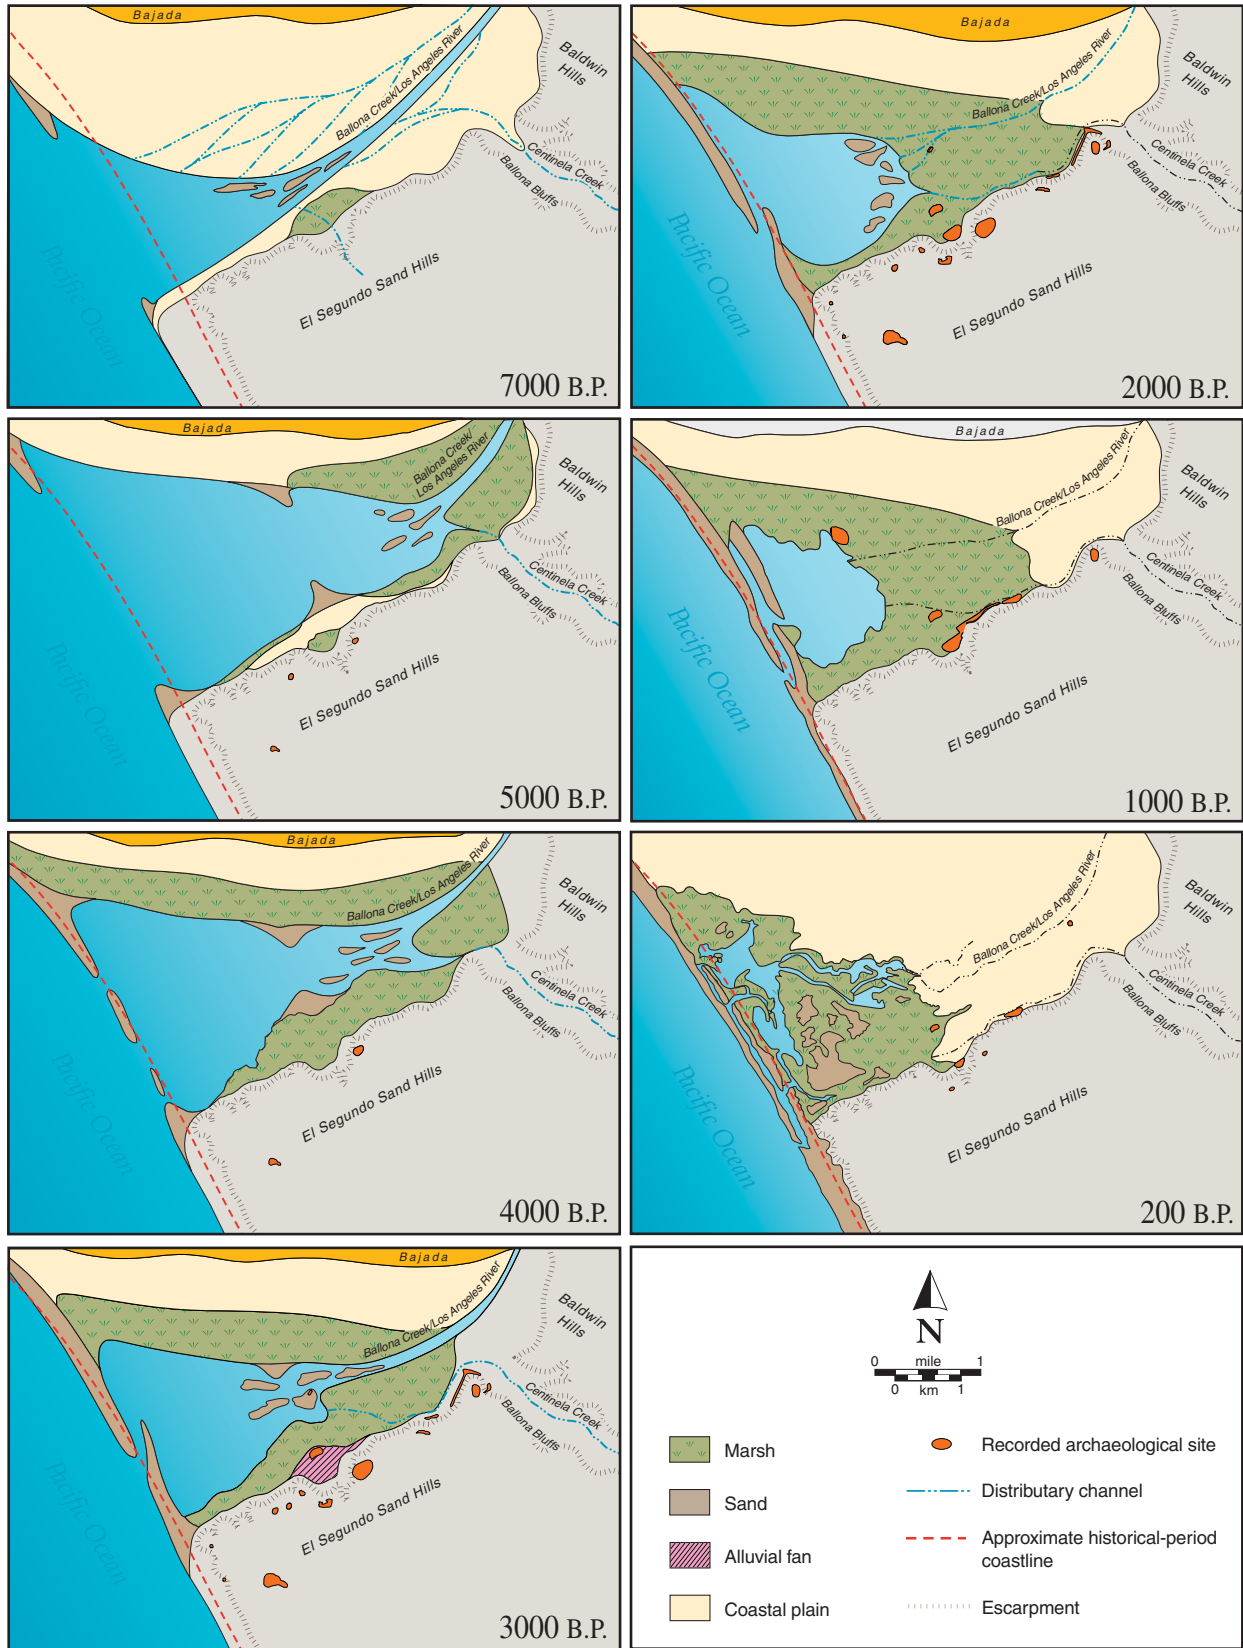 Bajada
Ballona Creek/Los Angeles River
Baldwin
Hills
Centinela Creek
Ballona Bluffs
Pacific Ocean
El Segundo Sand Hills
7000 B.P.
Bajada
Ballona Creek/
Los Angeles River
Baldwin
Hills
Centinela Creek
Ballona Bluffs
Pacific Ocean
El Segundo Sand Hills
5000 B.P.
Bajada
Ballona Creek/Los Angeles River
Baldwin
Hills
Centinela Creek
Ballona Bluffs
Pacific Ocean
El Segundo Sand Hills
4000 B.P.
Bajada
Ballona Creek/Los Angeles River
Baldwin
Hills
Centinela Creek
Ballona Bluffs
Pacific Ocean
El Segundo Sand Hills
3000 B.P.
Bajada
Ballona Creek/Los Angeles River
Baldwin
Hills
Centinela Creek
Ballona Bluffs
Pacific Ocean
El Segundo Sand Hills
2000 B.P.
Bajada
Ballona Creek/Los Angeles River
Baldwin
Hills
Centinela Creek
Ballona Bluffs
Pacific Ocean
El Segundo Sand Hills
1000 B.P.
Ballona Creek/Los Angeles River
Baldwin
Hills
Centinela Creek
Ballona Bluffs
Pacific Ocean
El Segundo Sand Hills
200 B.P.
N
0 mile 1
0 km 1
Marsh
Sand
Alluvial fan
Coastal plain
Recorded archaeological site
Distributary channel
Approximate historical-period
coastline
Escarpment